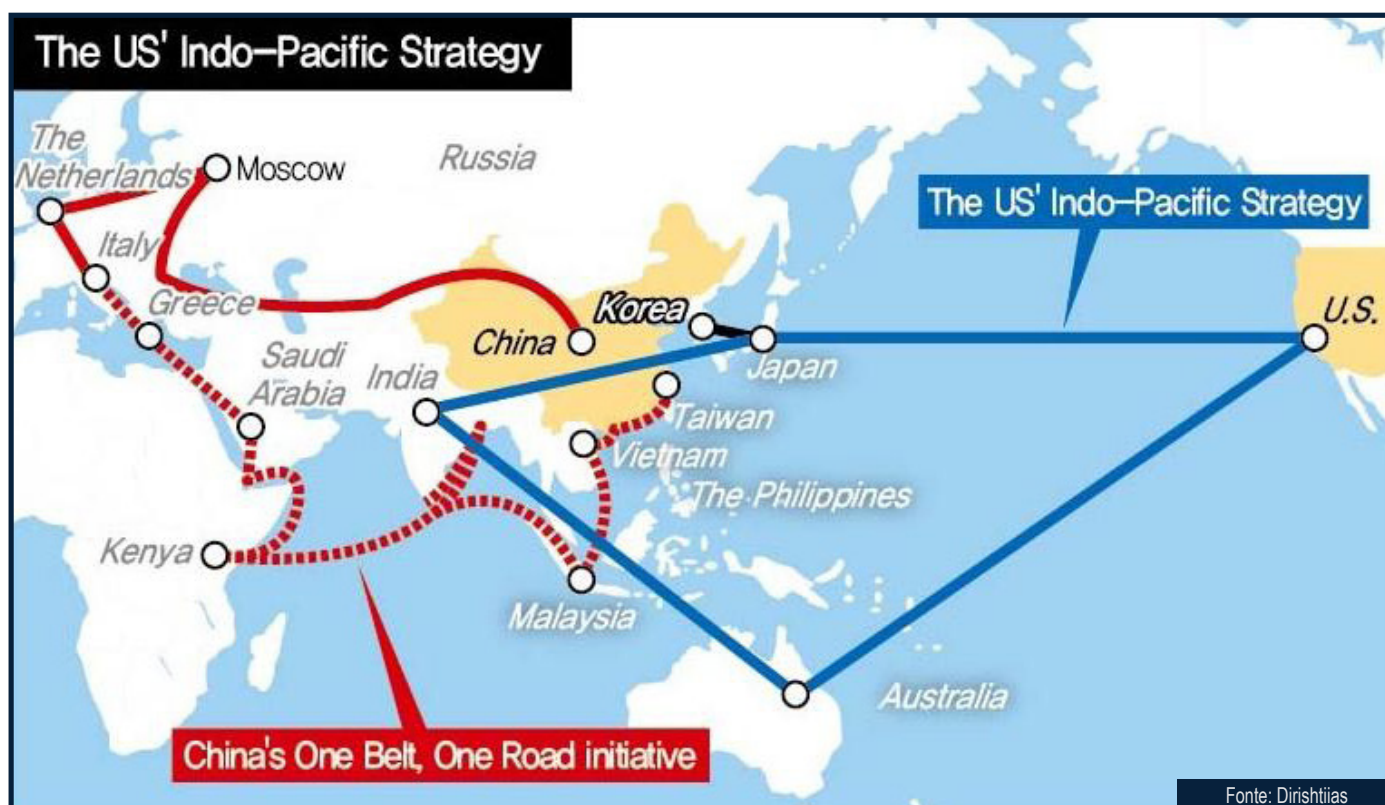 The US' Indo-Pacific Strategy
The
Netherlands
Moscow
Russia
The US' Indo-Pacific Strategy
Italy
Greece
Korea
U.S.
China
Japan
Saudi
Arabia
India
Taiwan
Vietnam
The Philippines
Kenya
Malaysia
Australia
China's One Belt, One Road initiative
Fonte: Dirishtiias